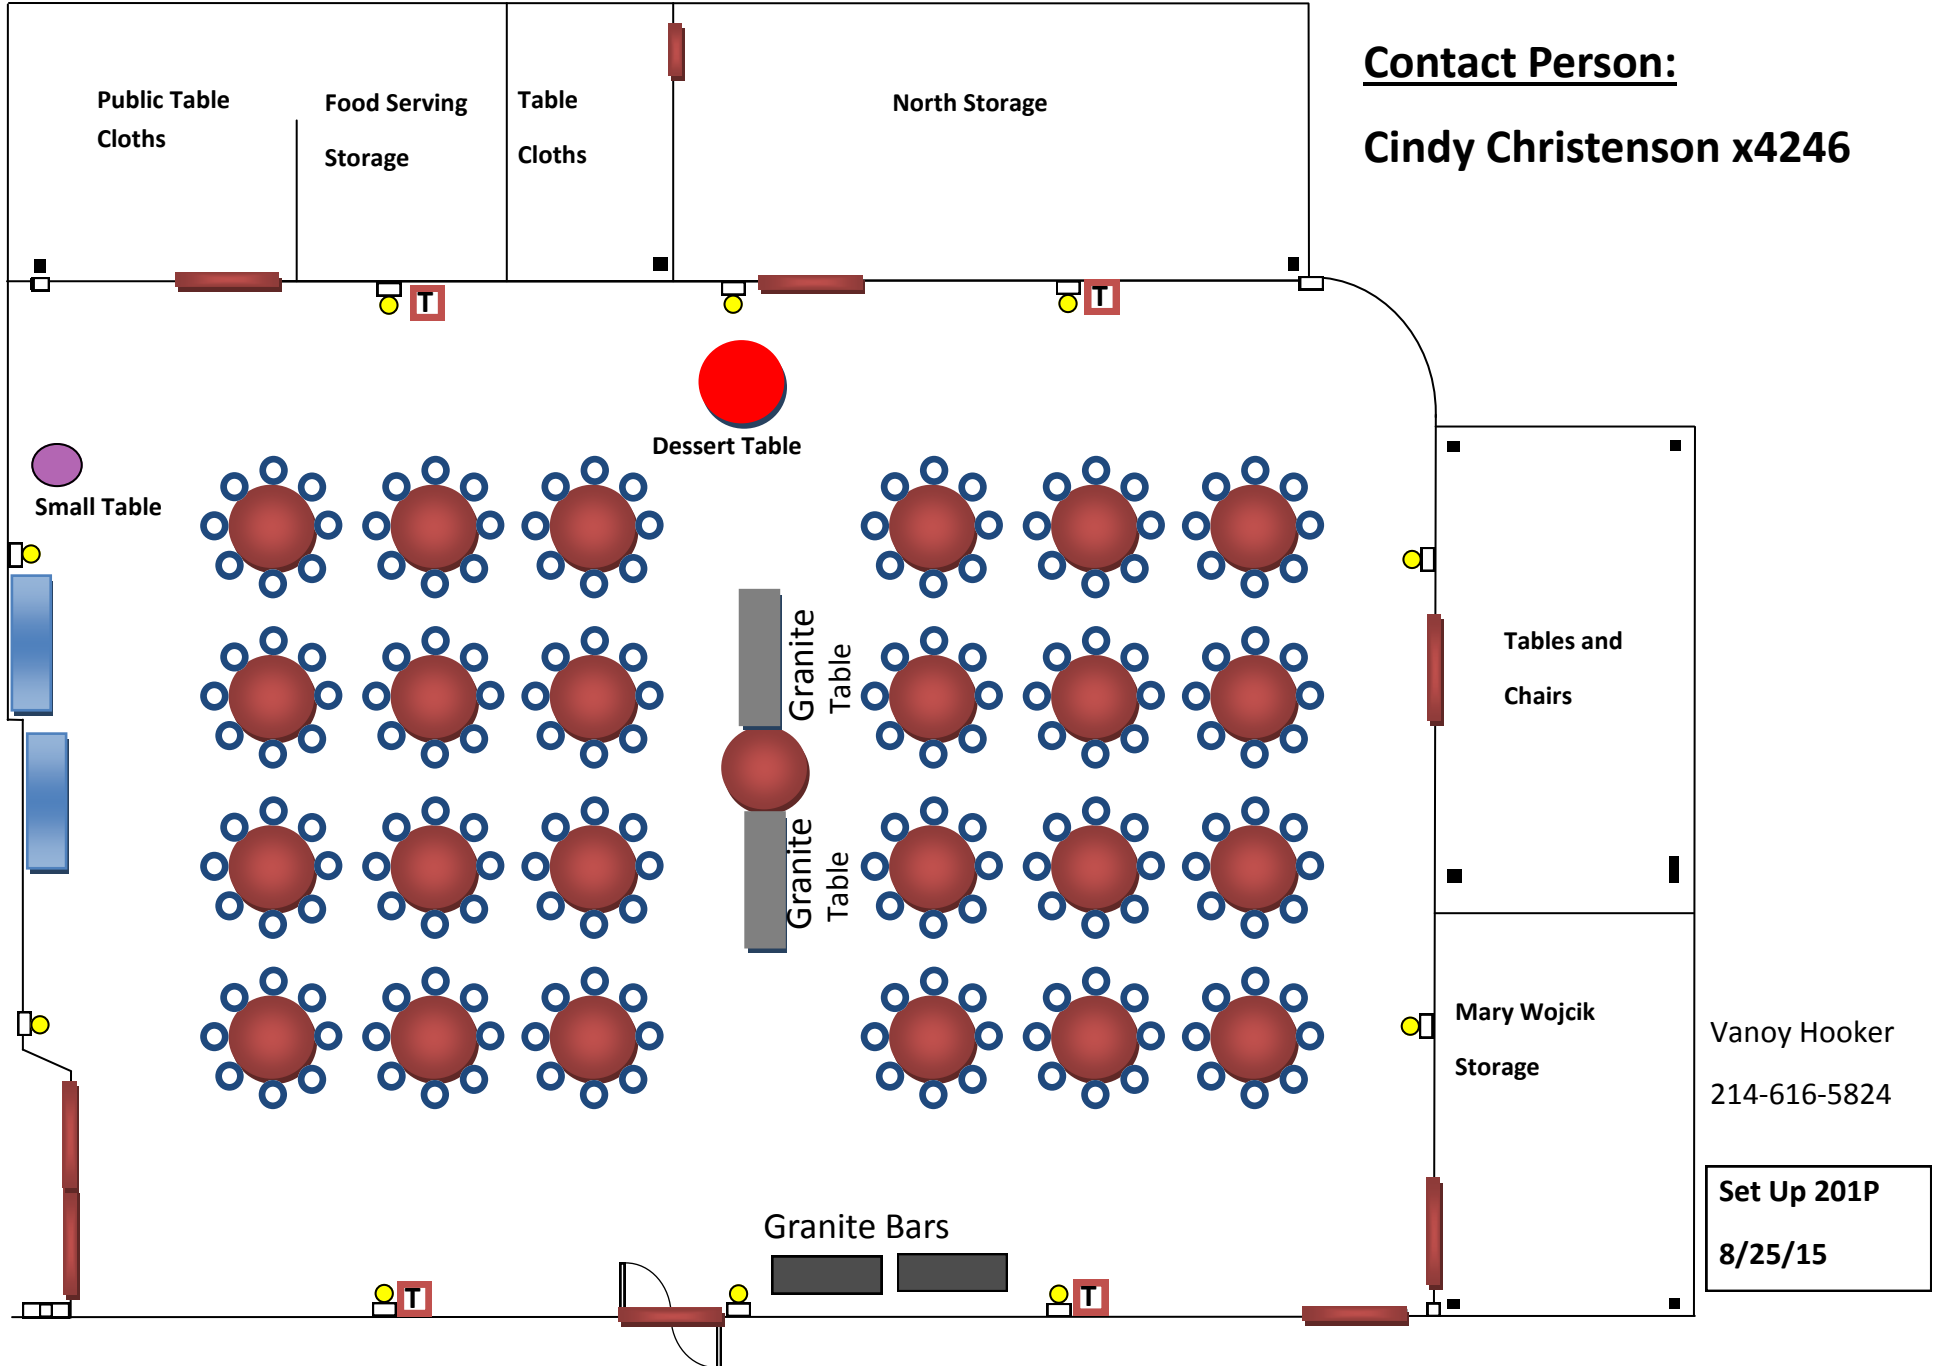 Contact Person:
Cindy Christenson x4246
Public Table
Cloths
Food Serving
Storage
Table
Cloths
North Storage
T
T
Dessert Table
Small Table
Granite
Table
Granite
Table
Tables and
Chairs
Mary Wojcik
Storage
Vanoy Hooker
214-616-5824
Set Up 201P
8/25/15
Granite Bars
T
T